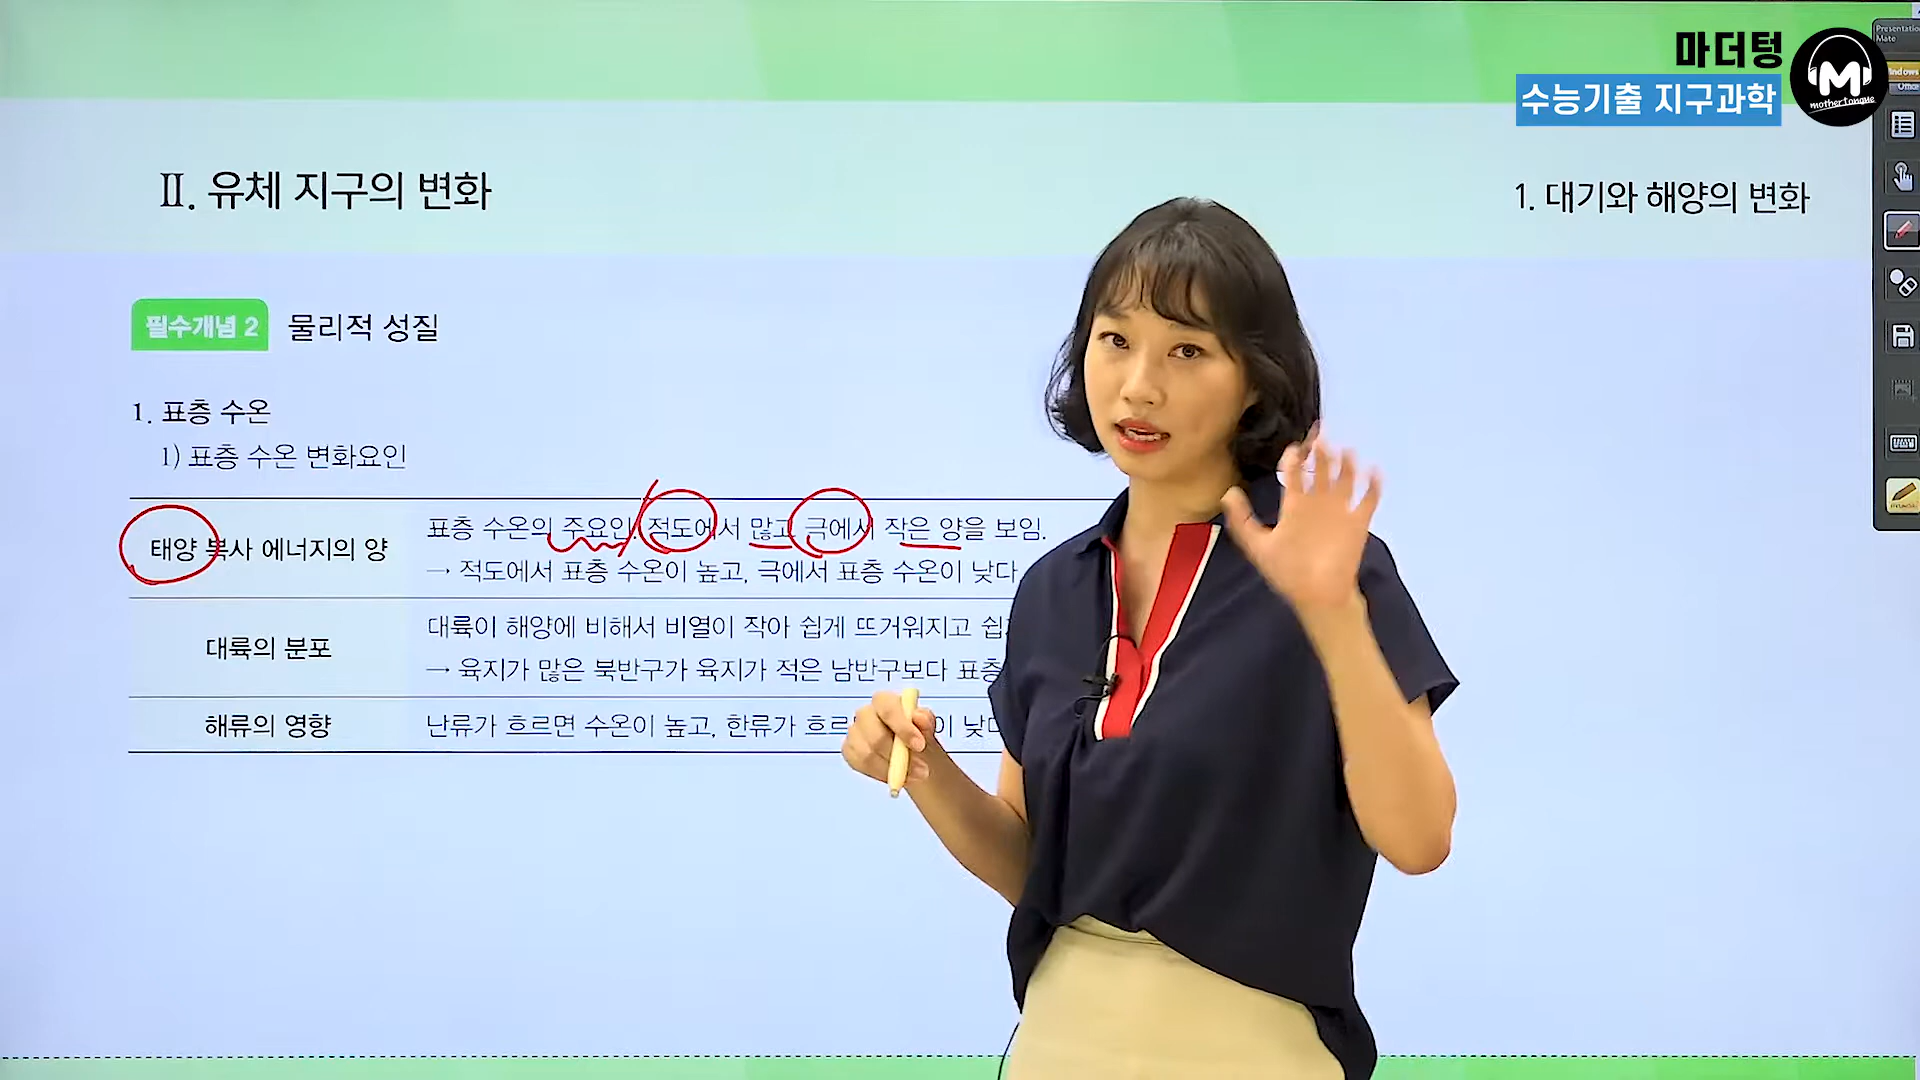 마더텅
수능기출 지구과학
M
mothertongue
Presentation
Mate
Windows
Office
II. 유체 지구의 변화
1. 대기와 해양의 변화
필수개념 2 물리적 성질
1. 표층 수온
1) 표층 수온 변화요인
태양 복사 에너지의 양
표층 수온의 주요인. 적도에서 많고 극에서 작은 양을 보임.
→ 적도에서 표층 수온이 높고, 극에서 표층 수온이 낮다
대륙의 분포
대륙이 해양에 비해서 비열이 작아 쉽게 뜨거워지고 쉽
→ 육지가 많은 북반구가 육지가 적은 남반구보다 표층
해류의 영향
난류가 흐르면 수온이 높고, 한류가 흐르 이 낮